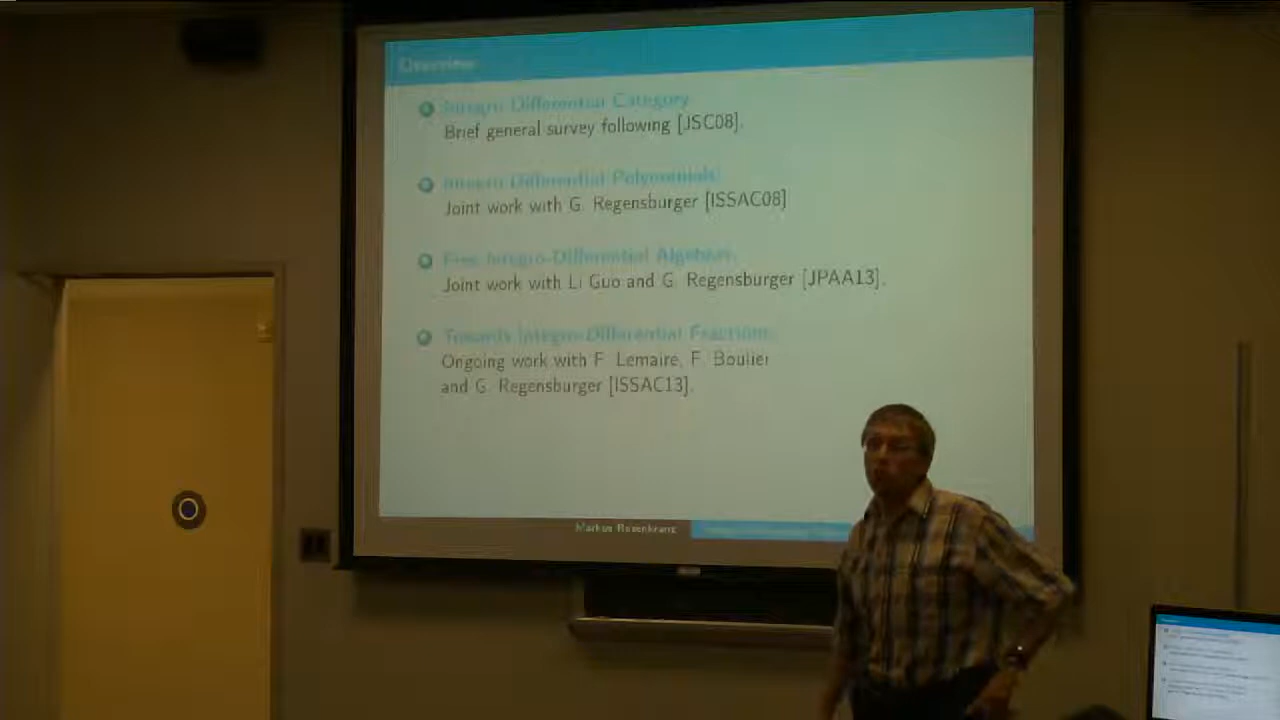 Overview
Integro Differential Category
Brief general survey following [JSC08].
Integro Differential Polynomials:
Joint work with G. Regensburger [ISSAC08]
Free Integro-Differential Algebras:
Joint work with Li Guo and G. Regensburger [JPAA13].
Towards Integro-Differential Fractions:
Ongoing work with F. Lemaire, F. Boulier
and G. Regensburger [ISSAC13].
Markus Rosenkranz